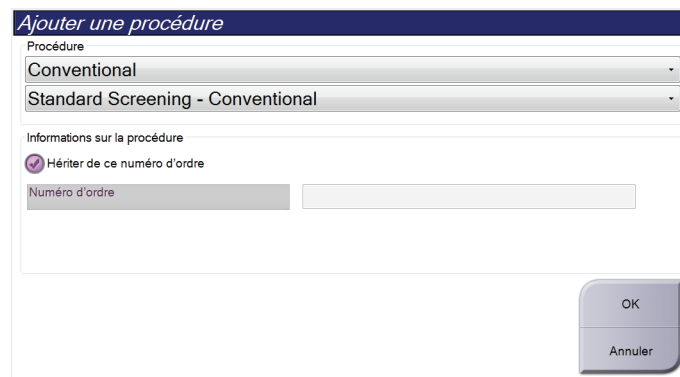 Ajouter une procédure
Procédure
Conventional
Standard Screening - Conventional
Informations sur la procédure
Hériter de ce numéro d'ordre
Numéro d'ordre
OK
Annuler